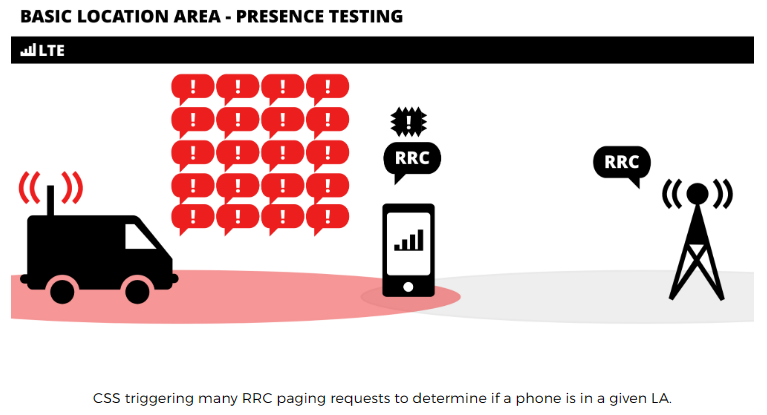 BASIC LOCATION AREA - PRESENCE TESTING
LTE
! ! ! !
! ! ! !
! ! ! !
! ! ! !
! ! ! !
!
RRC
RRC
CSS triggering many RRC paging requests to determine if a phone is in a given LA.